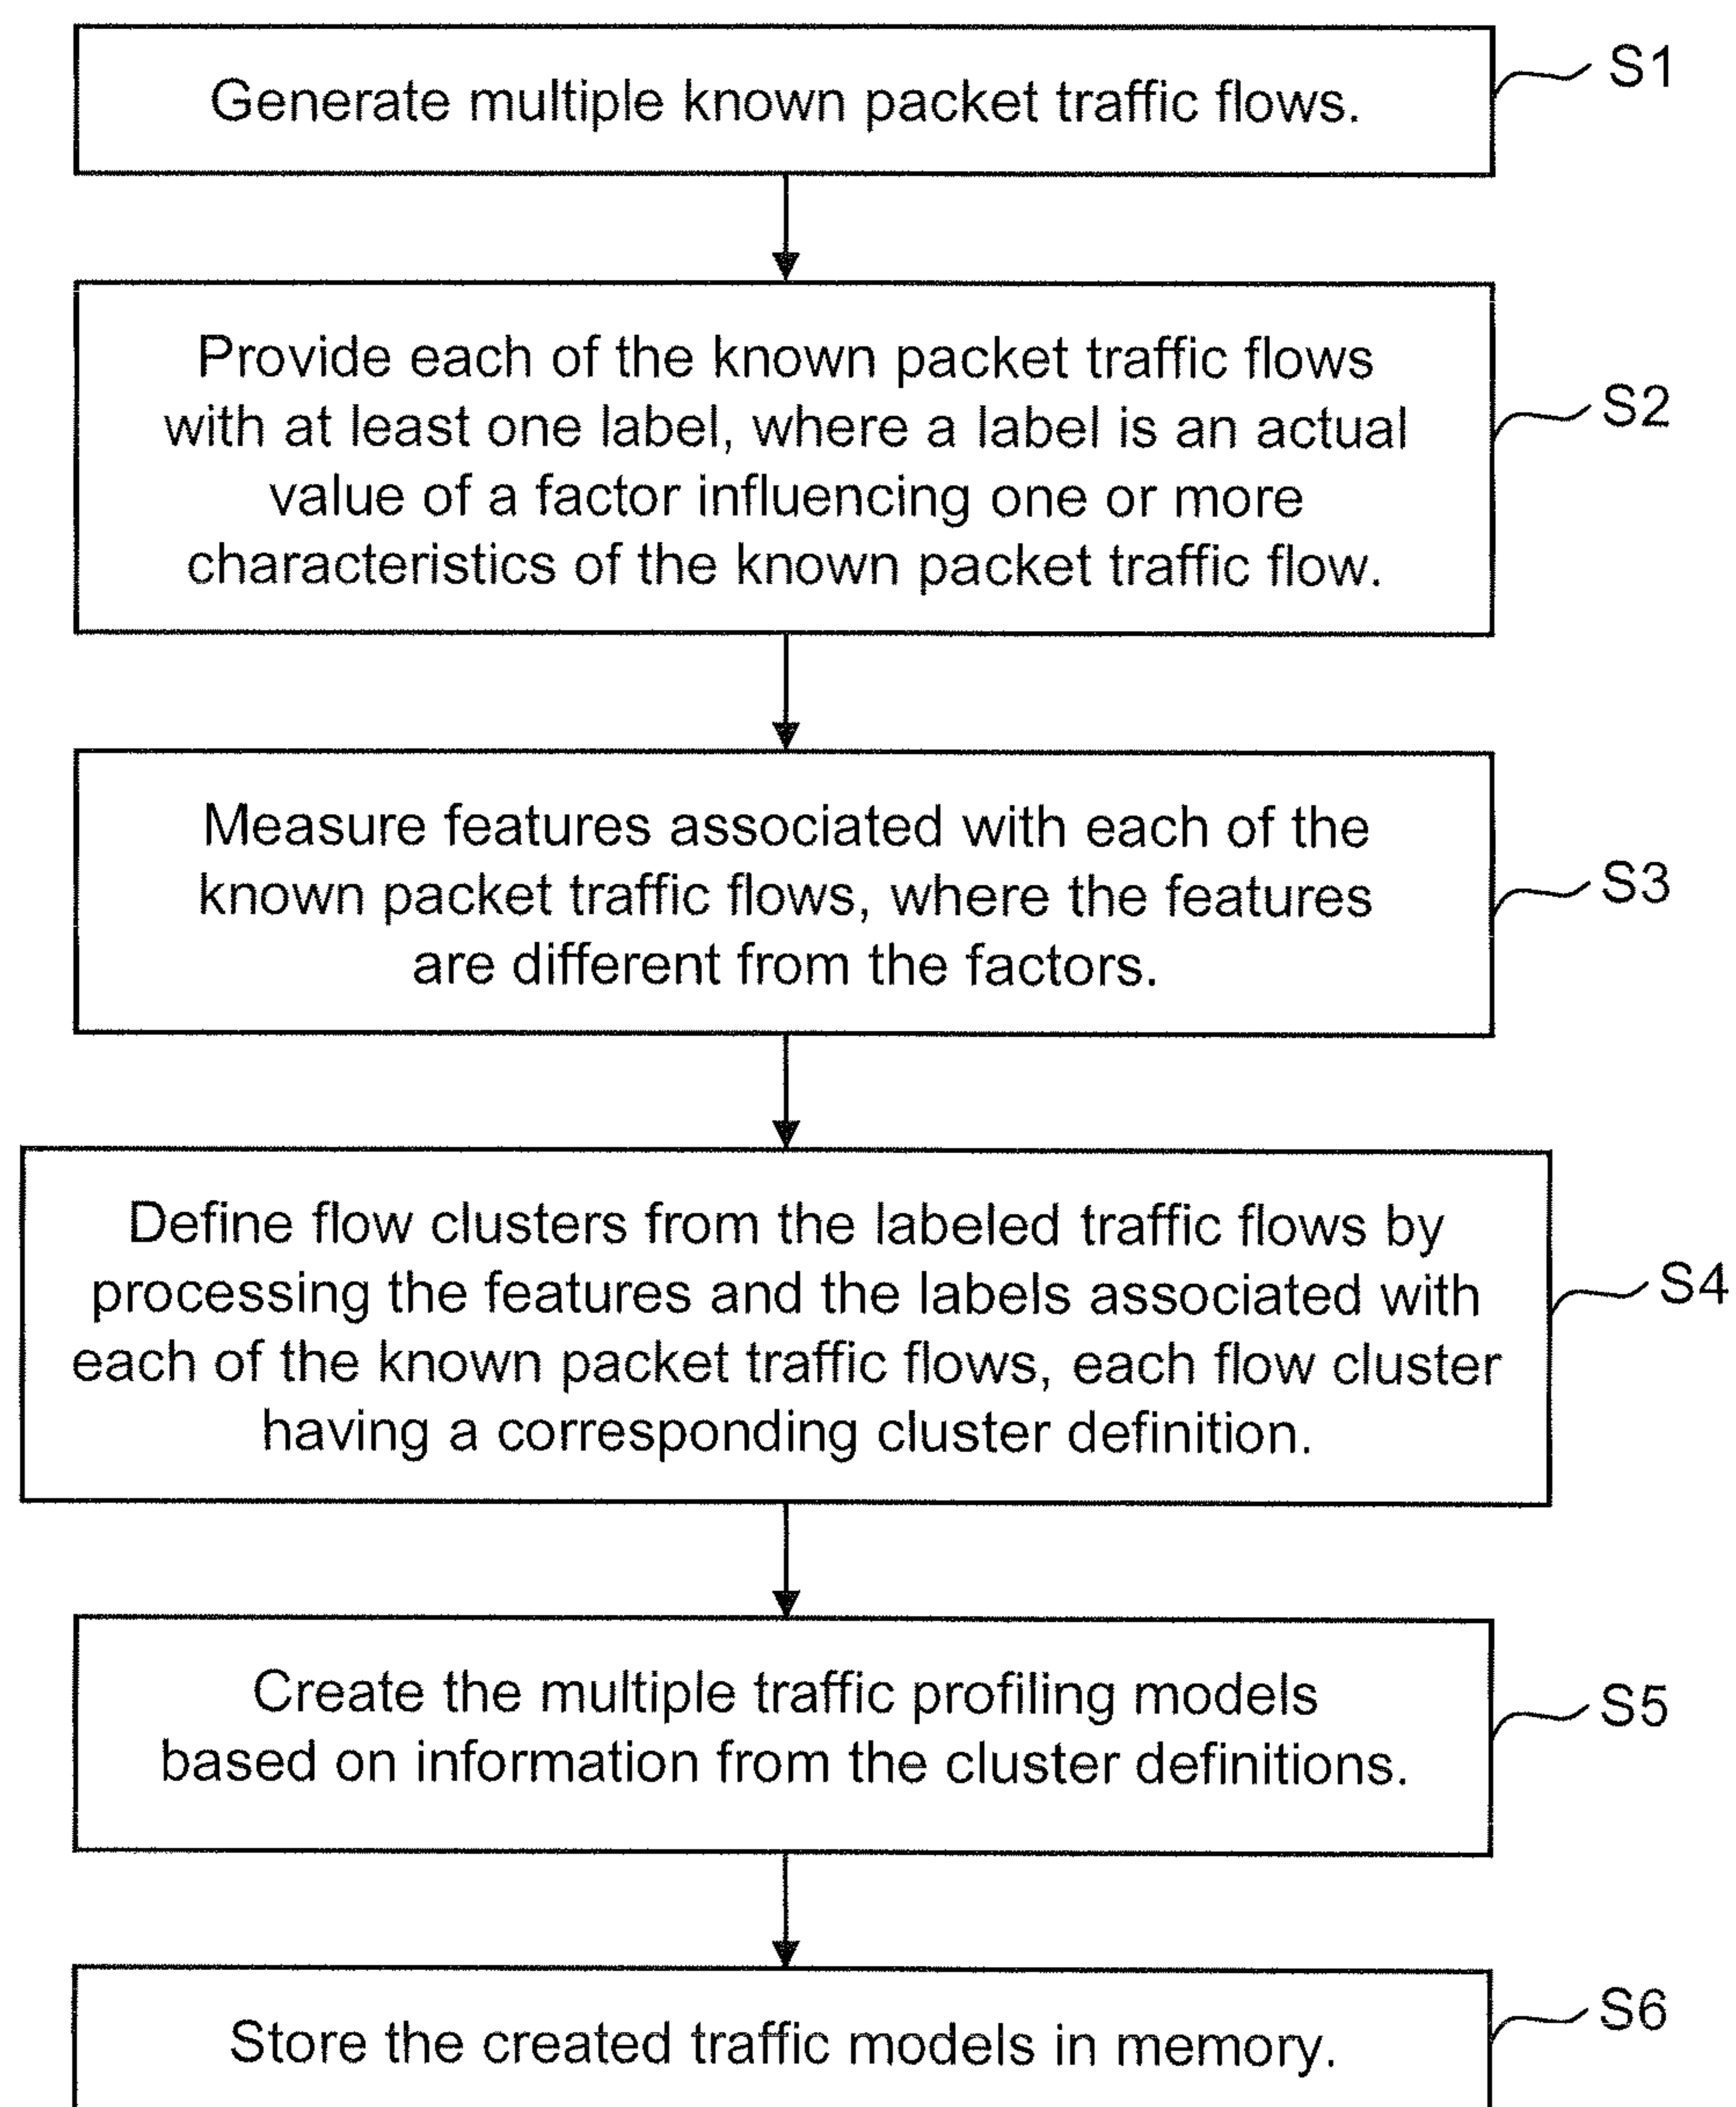 Generate multiple known packet traffic flows.
S1
Provide each of the known packet traffic flows
with at least one label, where a label is an actual
value of a factor influencing one or more
characteristics of the known packet traffic flow.
S2
Measure features associated with each of the
known packet traffic flows, where the features
are different from the factors.
S3
Define flow clusters from the labeled traffic flows by
processing the features and the labels associated with
each of the known packet traffic flows, each flow cluster
having a corresponding cluster definition.
S4
Create the multiple traffic profiling models
based on information from the cluster definitions.
S5
Store the created traffic models in memory.
S6